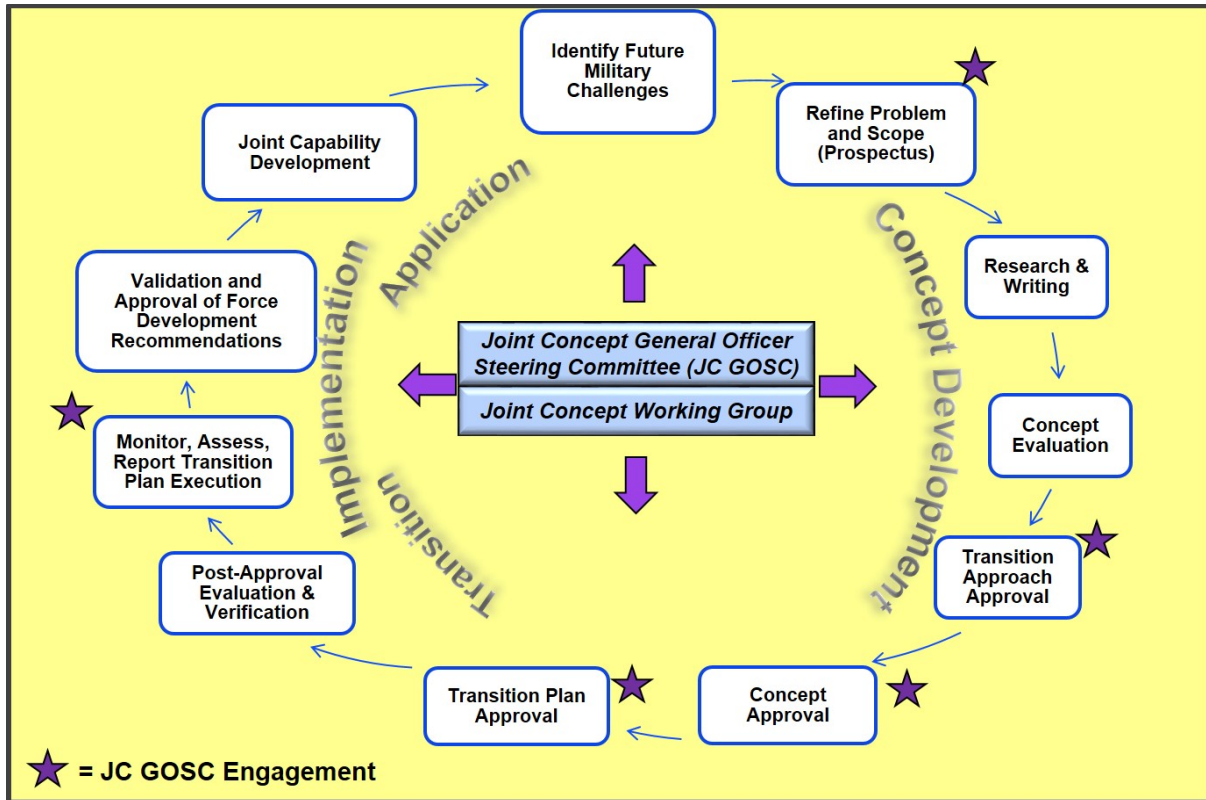 Identify Future
Military
Challenges
Refine Problem
and Scope
(Prospectus)
Research &
Writing
Concept
Evaluation
Transition
Approach
Approval
Concept
Approval
Transition Plan
Approval
Post-Approval
Evaluation &
Verification
Monitor, Assess,
Report Transition
Plan Execution
Validation and
Approval of Force
Development
Recommendations
Joint Capability
Development
Application
Implementation
Transition
Concept Development
Joint Concept General Officer
Steering Committee (JC GOSC)
Joint Concept Working Group
= JC GOSC Engagement